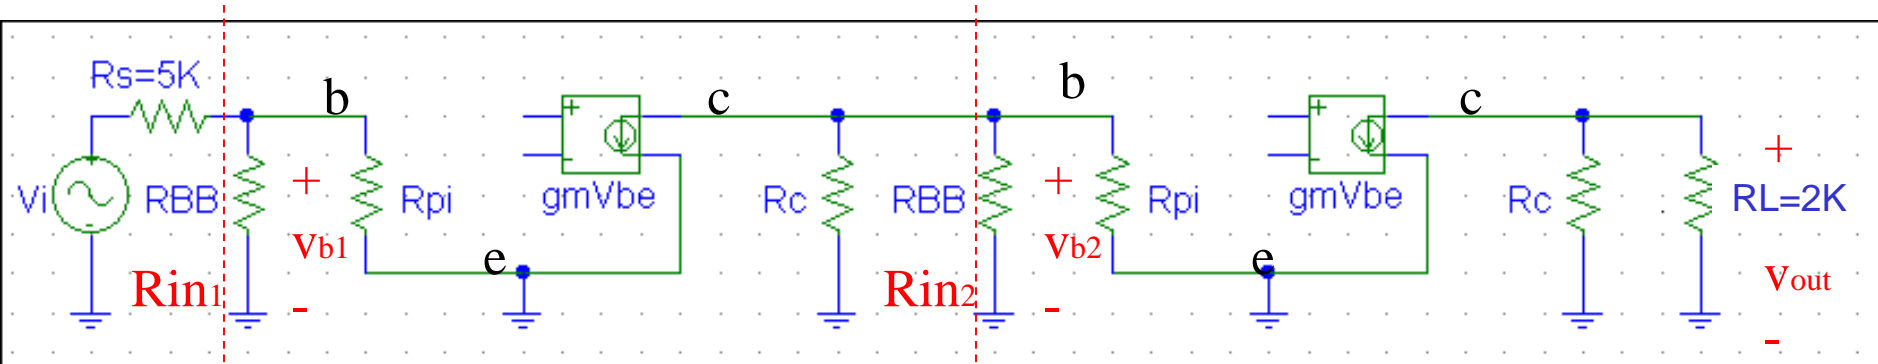 Rs=5K
b
c
b
c
+
-
+
-
+
Vi
RBB
+
Rpi
gmVbe
Rc
RBB
+
Rpi
gmVbe
Rc
RL=2K
-
vb1
vb2
e
e
Rin1
Rin2
vout
-
-
-